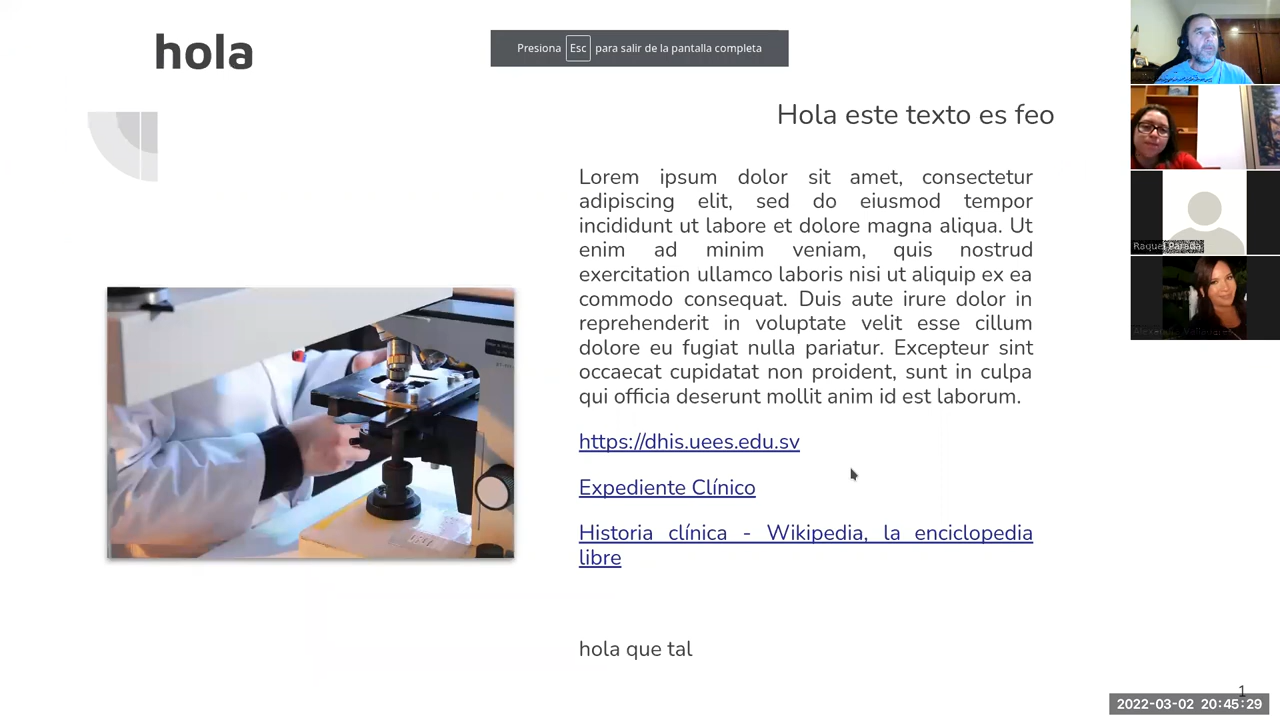 hola
Presiona Esc para salir de la pantalla completa
Hola este texto es feo
Lorem ipsum dolor sit amet, consectetur
adipiscing elit, sed do eiusmod tempor
incididunt ut labore et dolore magna aliqua. Ut
enim ad minim veniam, quis nostrud
exercitation ullamco laboris nisi ut aliquip ex ea
commodo consequat. Duis aute irure dolor in
reprehenderit in voluptate velit esse cillum
dolore eu fugiat nulla pariatur. Excepteur sint
occaecat cupidatat non proident, sunt in culpa
qui officia deserunt mollit anim id est laborum.
https://dhis.uees.edu.sv
Expediente Clínico
Historia clínica - Wikipedia, la enciclopedia
libre
hola que tal
Raquel Parada
1
2022-03-02 20:45:29